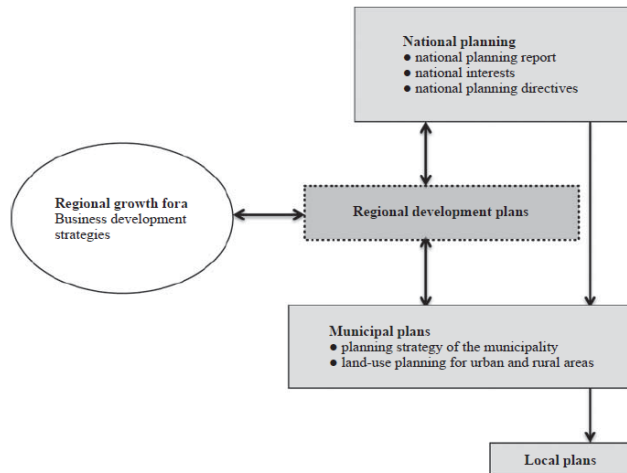 National planning
● national planning report
● national interests
● national planning directives
Regional growth fora
Business development
strategies
Regional development plans
Municipal plans
● planning strategy of the municipality
● land-use planning for urban and rural areas
Local plans